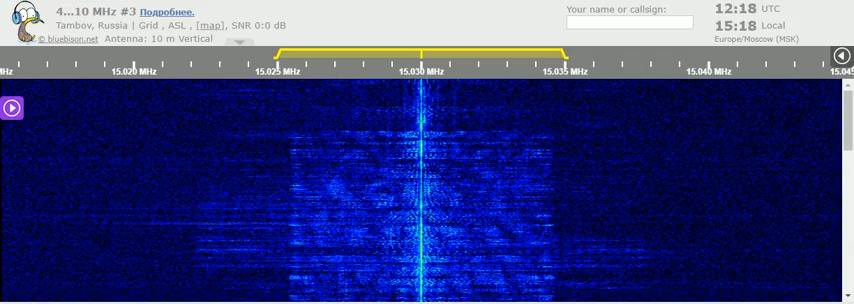 4...10 MHz #3 Подробнее.
Tambov, Russia | Grid , ASL , [map], SNR 0:0 dB
© bluebison.net Antenna: 10 m Vertical
Your name or callsign:
12:18 UTC
15:18 Local
Europe/Moscow (MSK)
MHz 15.020 MHz 15.025 MHz 15.030 MHz 15.035 MHz 15.040 MHz 15.045